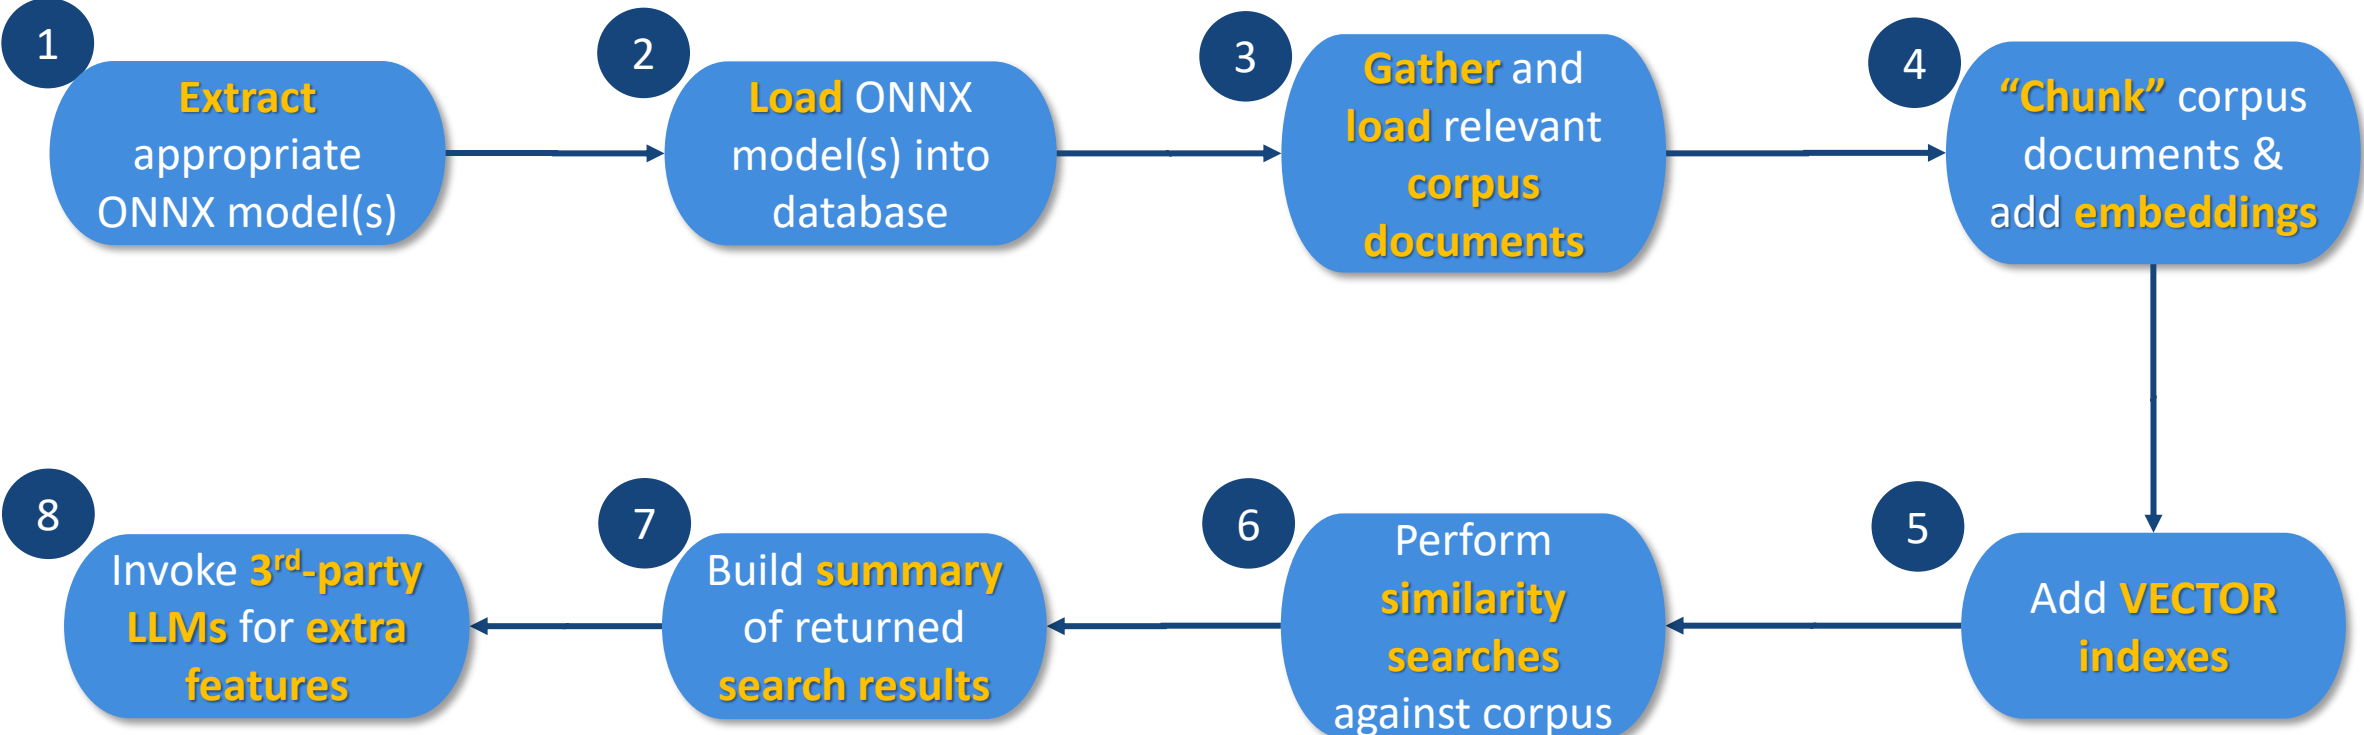 1
Extract
appropriate
ONNX model(s)
2
Load ONNX
model(s) into
database
3
Gather and
load relevant
corpus
documents
4
“Chunk” corpus
documents &
add embeddings
5
Add VECTOR
indexes
6
Perform
similarity
searches
against corpus
7
Build summary
of returned
search results
8
Invoke 3rd-party
LLMs for extra
features